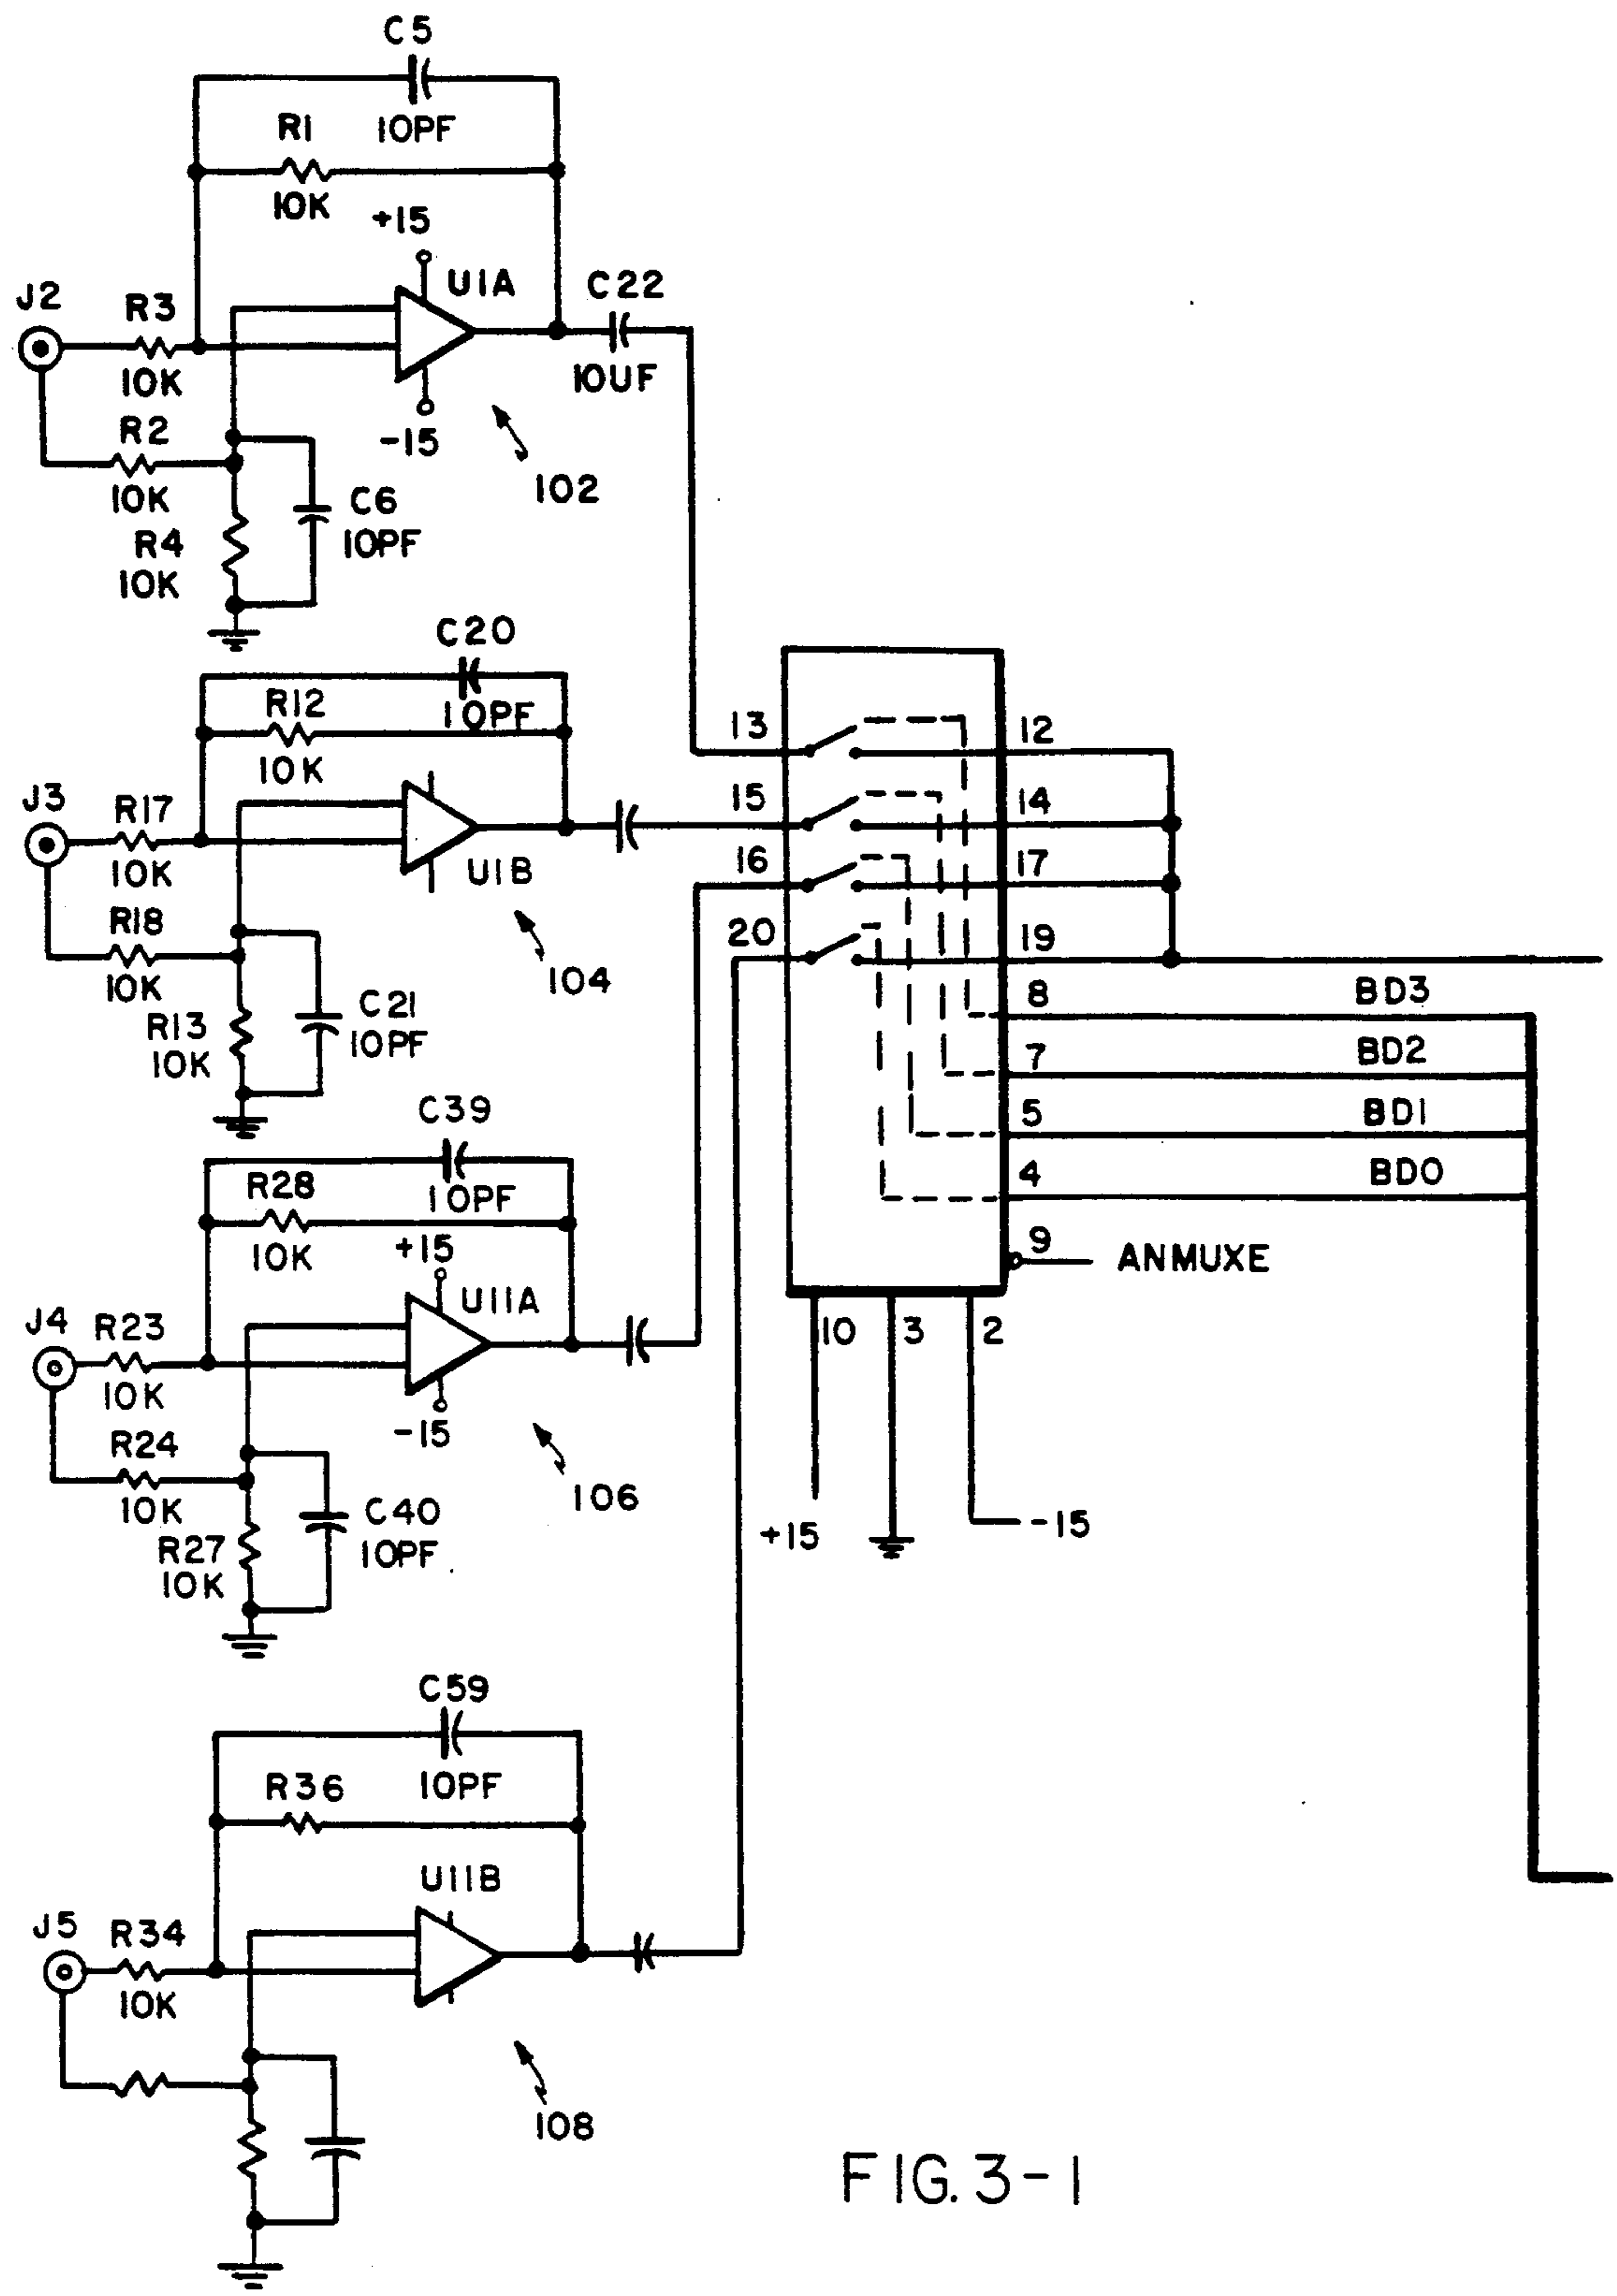 C5
10PF
R1
10K
+15
U1A
C22
10UF
J2
R3
10K
-15
R2
10K
102
C6
10PF
R4
10K
C20
10PF
R12
10K
J3
R17
10K
U1B
R18
10K
104
C21
10PF
R13
10K
13
12
15
14
16
17
20
19
8
BD3
7
BD2
5
BD1
4
BD0
9
ANMUXE
10
3
2
+15
-15
C39
10PF
R28
10K
+15
U11A
J4
R23
10K
-15
R24
10K
106
C40
10PF
R27
10K
C59
10PF
R36
U11B
J5
R34
10K
108
FIG. 3-1